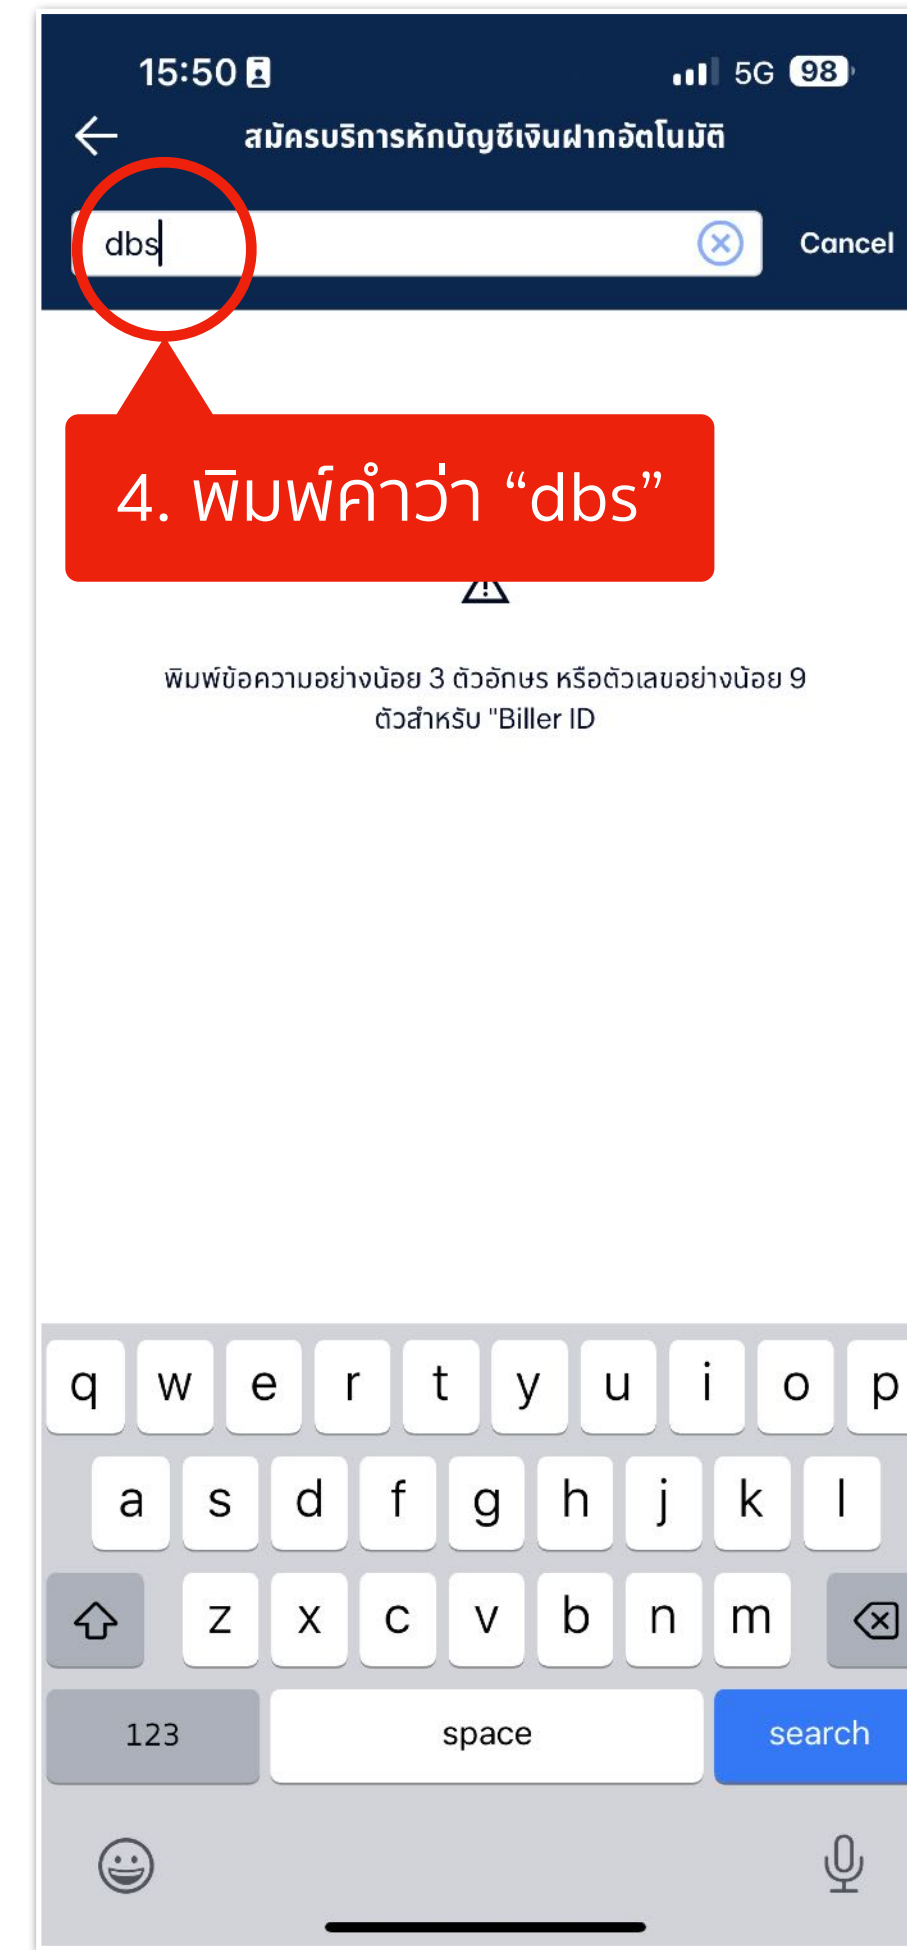 15:50
5G 98
สมัครบริการหักบัญชีเงินฝากอัตโนมัติ
dbs
Cancel
4. พิมพ์คำว่า “dbs”
พิมพ์ข้อความอย่างน้อย 3 ตัวอักษร หรือตัวเลขอย่างน้อย 9
ตัวสำหรับ "Biller ID
q w e r t y u i o p
a s d f g h j k l
z x c v b n m
123 space search